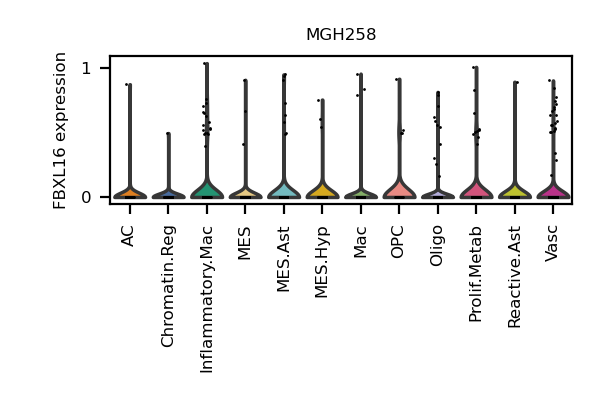 MGH258
FBXL16 expression
1
0
AC
Chromatin.Reg
Inflammatory.Mac
MES
MES.Ast
MES.Hyp
Mac
OPC
Oligo
Prolif.Metab
Reactive.Ast
Vasc